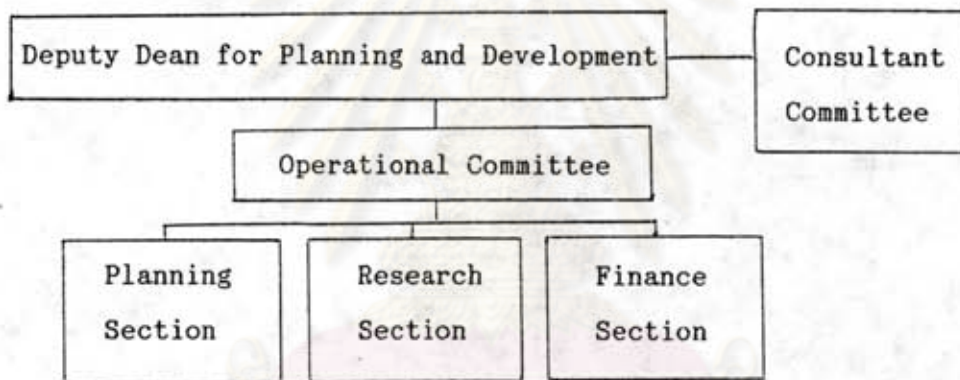 Deputy Dean for Planning and Development
Consultant
Committee
Operational Committee
Planning
Section
Research
Section
Finance
Section